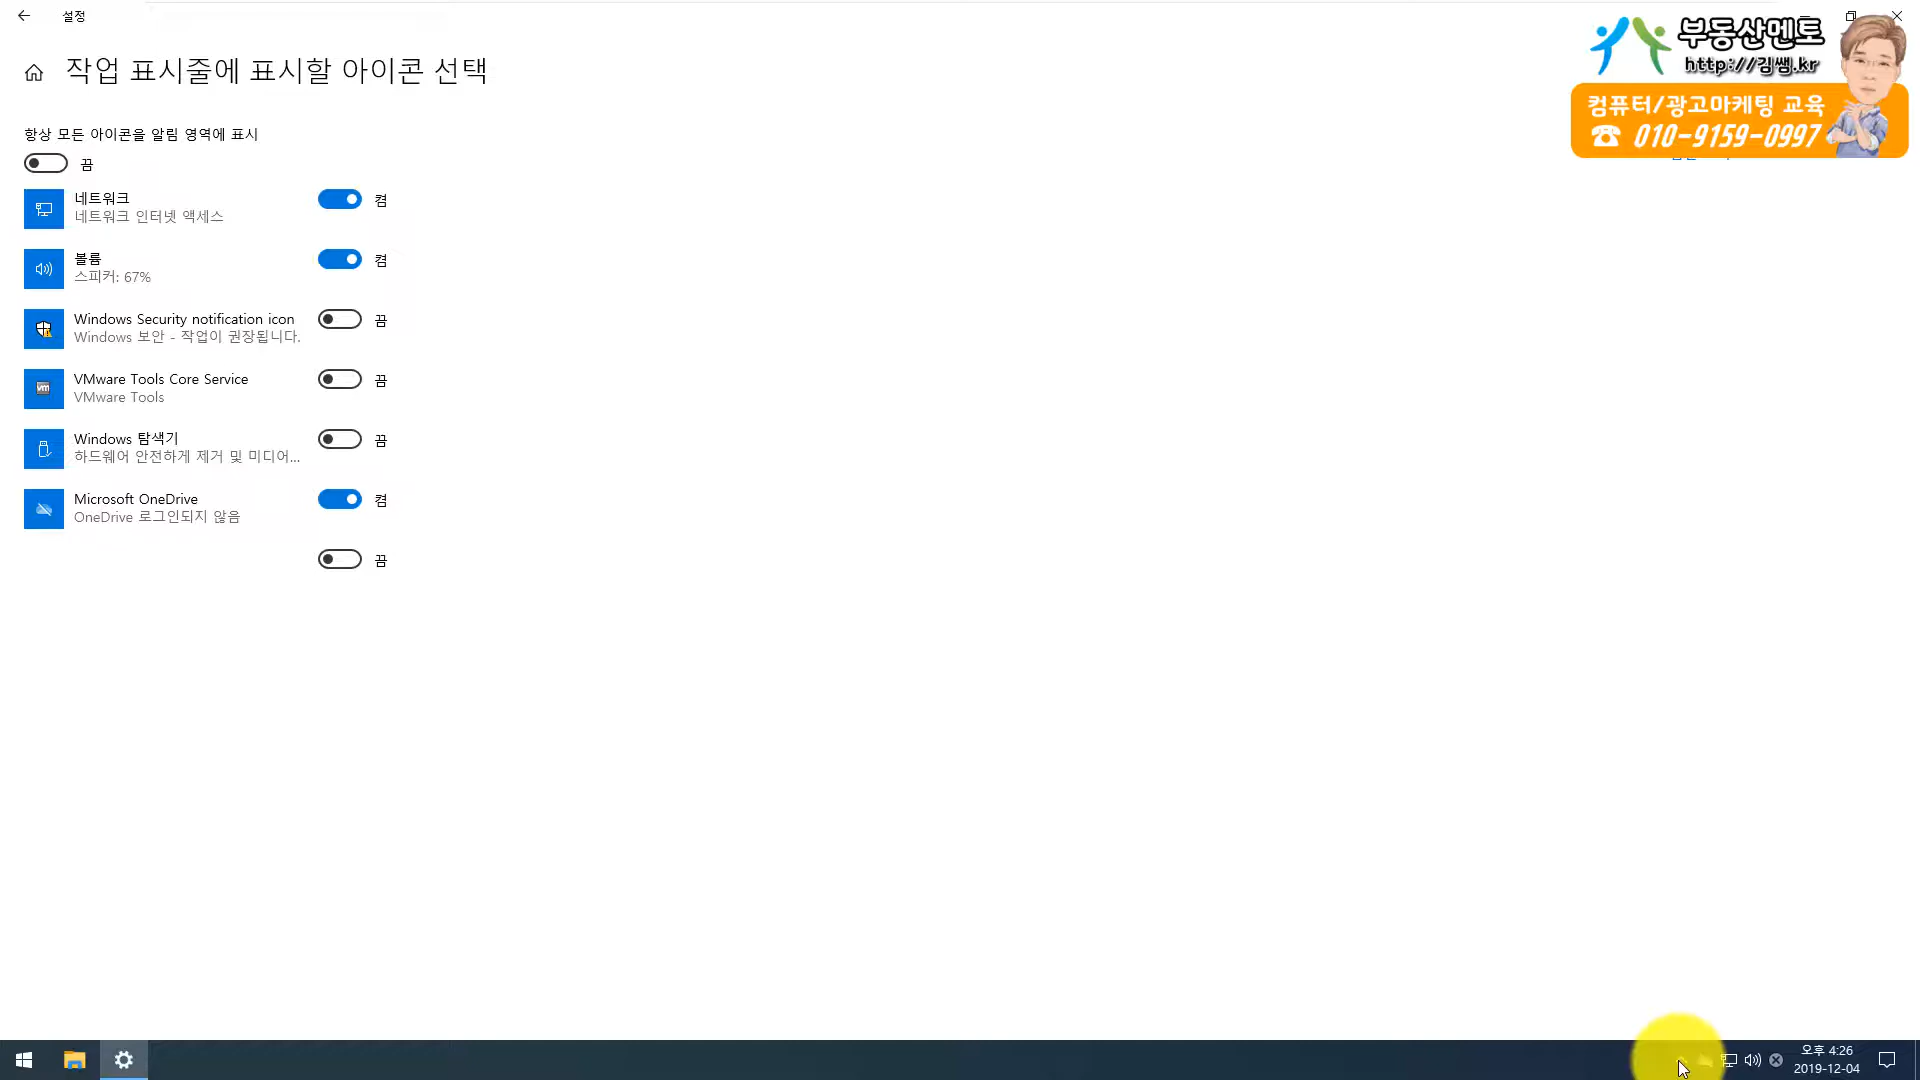 설정
작업 표시줄에 표시할 아이콘 선택
부동산멘토
http://김쌤.kr
컴퓨터/광고마케팅 교육
☎ 010-9159-0997
항상 모든 아이콘을 알림 영역에 표시
끔
네트워크
네트워크 인터넷 액세스
켬
볼륨
스피커: 67%
켬
Windows Security notification icon
Windows 보안 - 작업이 권장됩니다.
끔
VMware Tools Core Service
VMware Tools
끔
Windows 탐색기
하드웨어 안전하게 제거 및 미디어...
끔
Microsoft OneDrive
OneDrive 로그인되지 않음
켬
끔
오후 4:26
2019-12-04